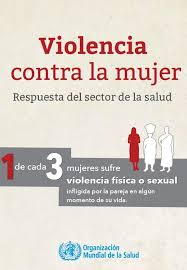 Violencia
contra la mujer
Respuesta del sector de la salud
1 de cada 3 mujeres sufre
violencia física o sexual
infligida por la pareja en algún
momento de su vida.
Organización
Mundial de la Salud